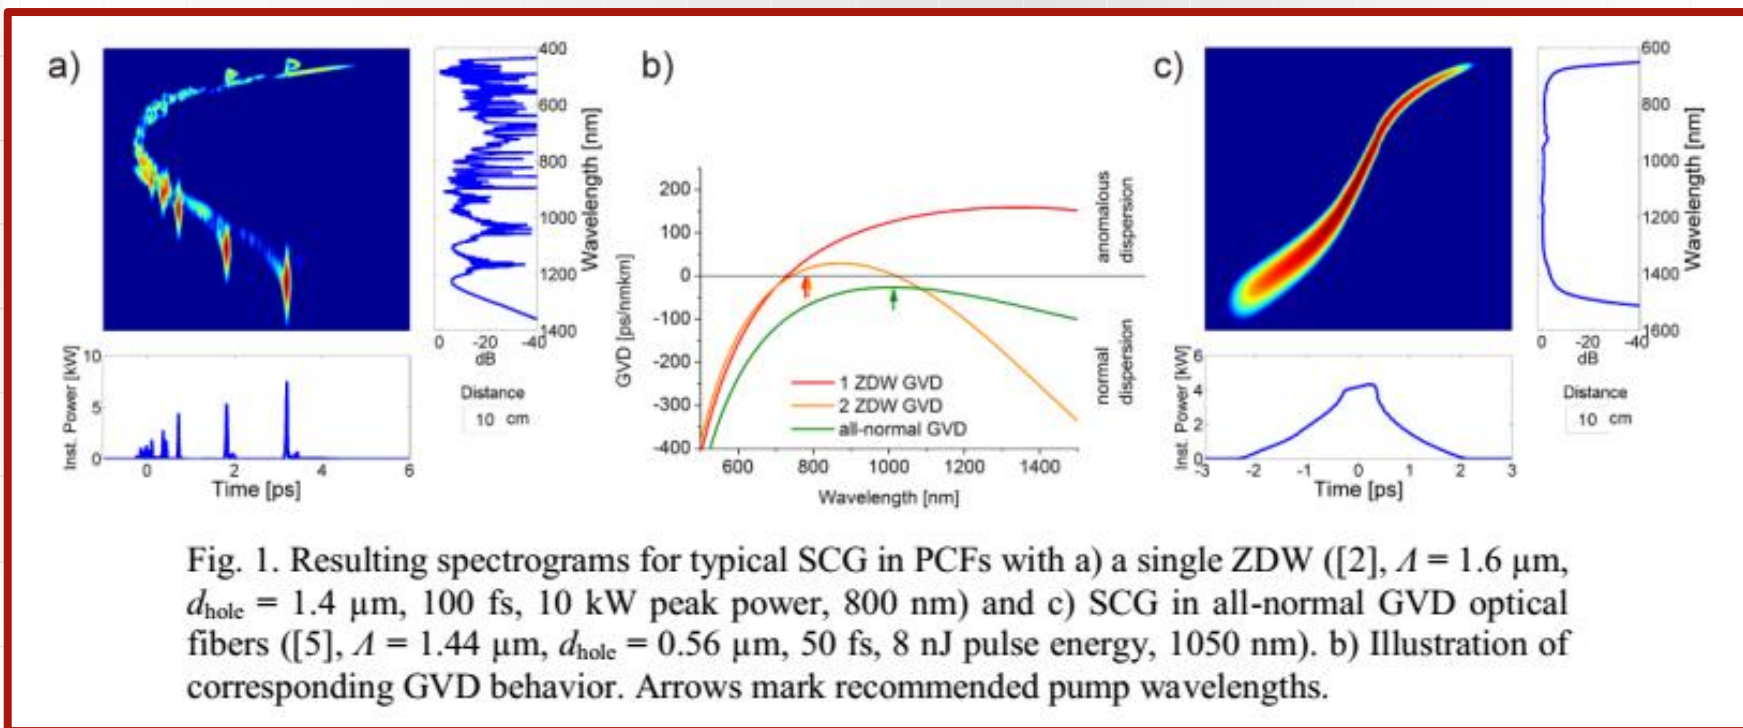 a)
400
600
800
1000
1200
1400
Wavelength [nm]
0 -20 -40
dB
Distance
10 cm
10
5
0
Inst. Power [kW]
0 2 4 6
Time [ps]
b)
200
100
0
-100
-200
-300
-400
GVD [ps/nmkm]
anomalous
dispersion
normal
dispersion
1 ZDW GVD
2 ZDW GVD
all-normal GVD
600 800 1000 1200 1400
Wavelength [nm]
c)
600
800
1000
1200
1400
1600
Wavelength [nm]
0 -20 -40
dB
Distance
10 cm
6
4
2
0
Inst. Power [kW]
-3 -2 -1 0 1 2 3
Time [ps]
Fig. 1. Resulting spectrograms for typical SCG in PCFs with a) a single ZDW ([2], Λ = 1.6 µm,
dhole = 1.4 µm, 100 fs, 10 kW peak power, 800 nm) and c) SCG in all-normal GVD optical
fibers ([5], Λ = 1.44 µm, dhole = 0.56 µm, 50 fs, 8 nJ pulse energy, 1050 nm). b) Illustration of
corresponding GVD behavior. Arrows mark recommended pump wavelengths.